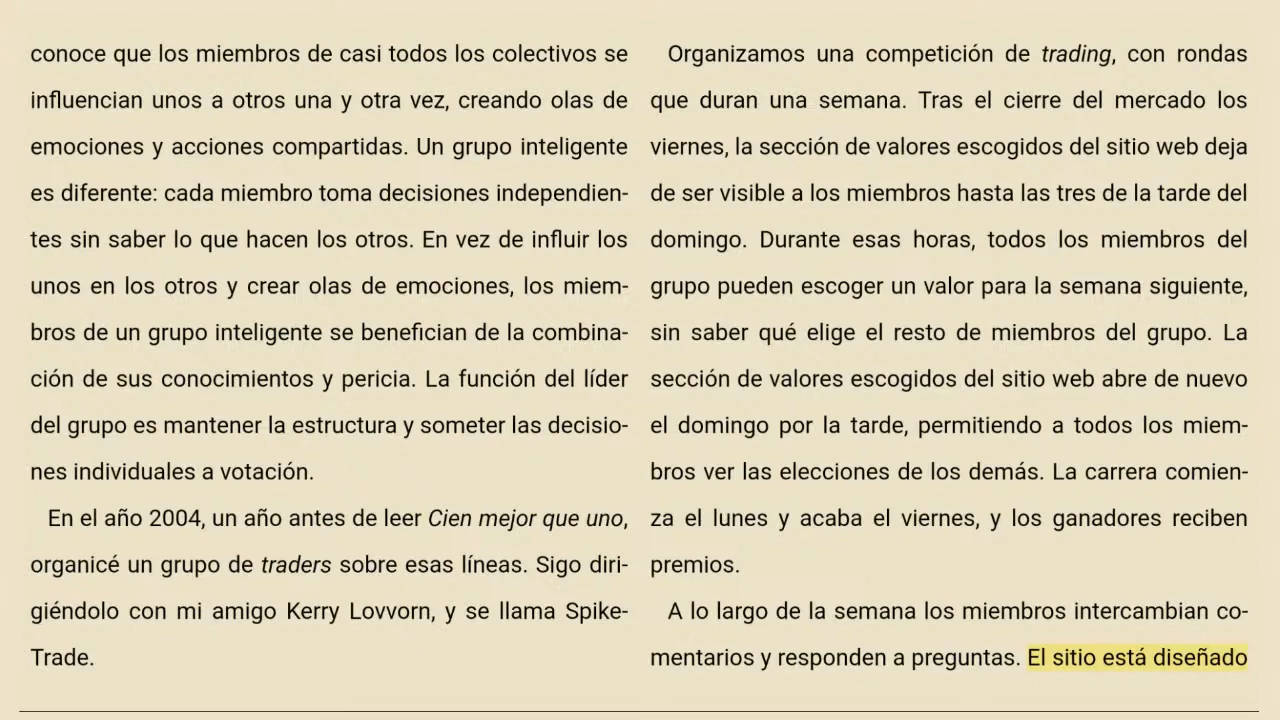 conoce que los miembros de casi todos los colectivos se
influencian unos a otros una y otra vez, creando olas de
emociones y acciones compartidas. Un grupo inteligente
es diferente: cada miembro toma decisiones independien-
tes sin saber lo que hacen los otros. En vez de influir los
unos en los otros y crear olas de emociones, los miem-
bros de un grupo inteligente se benefician de la combina-
ción de sus conocimientos y pericia. La función del líder
del grupo es mantener la estructura y someter las decisio-
nes individuales a votación.
En el año 2004, un año antes de leer Cien mejor que uno,
organicé un grupo de traders sobre esas líneas. Sigo diri-
giéndolo con mi amigo Kerry Lovvorn, y se llama Spike-
Trade.
Organizamos una competición de trading, con rondas
que duran una semana. Tras el cierre del mercado los
viernes, la sección de valores escogidos del sitio web deja
de ser visible a los miembros hasta las tres de la tarde del
domingo. Durante esas horas, todos los miembros del
grupo pueden escoger un valor para la semana siguiente,
sin saber qué elige el resto de miembros del grupo. La
sección de valores escogidos del sitio web abre de nuevo
el domingo por la tarde, permitiendo a todos los miem-
bros ver las elecciones de los demás. La carrera comien-
za el lunes y acaba el viernes, y los ganadores reciben
premios.
A lo largo de la semana los miembros intercambian co-
mentarios y responden a preguntas. El sitio está diseñado